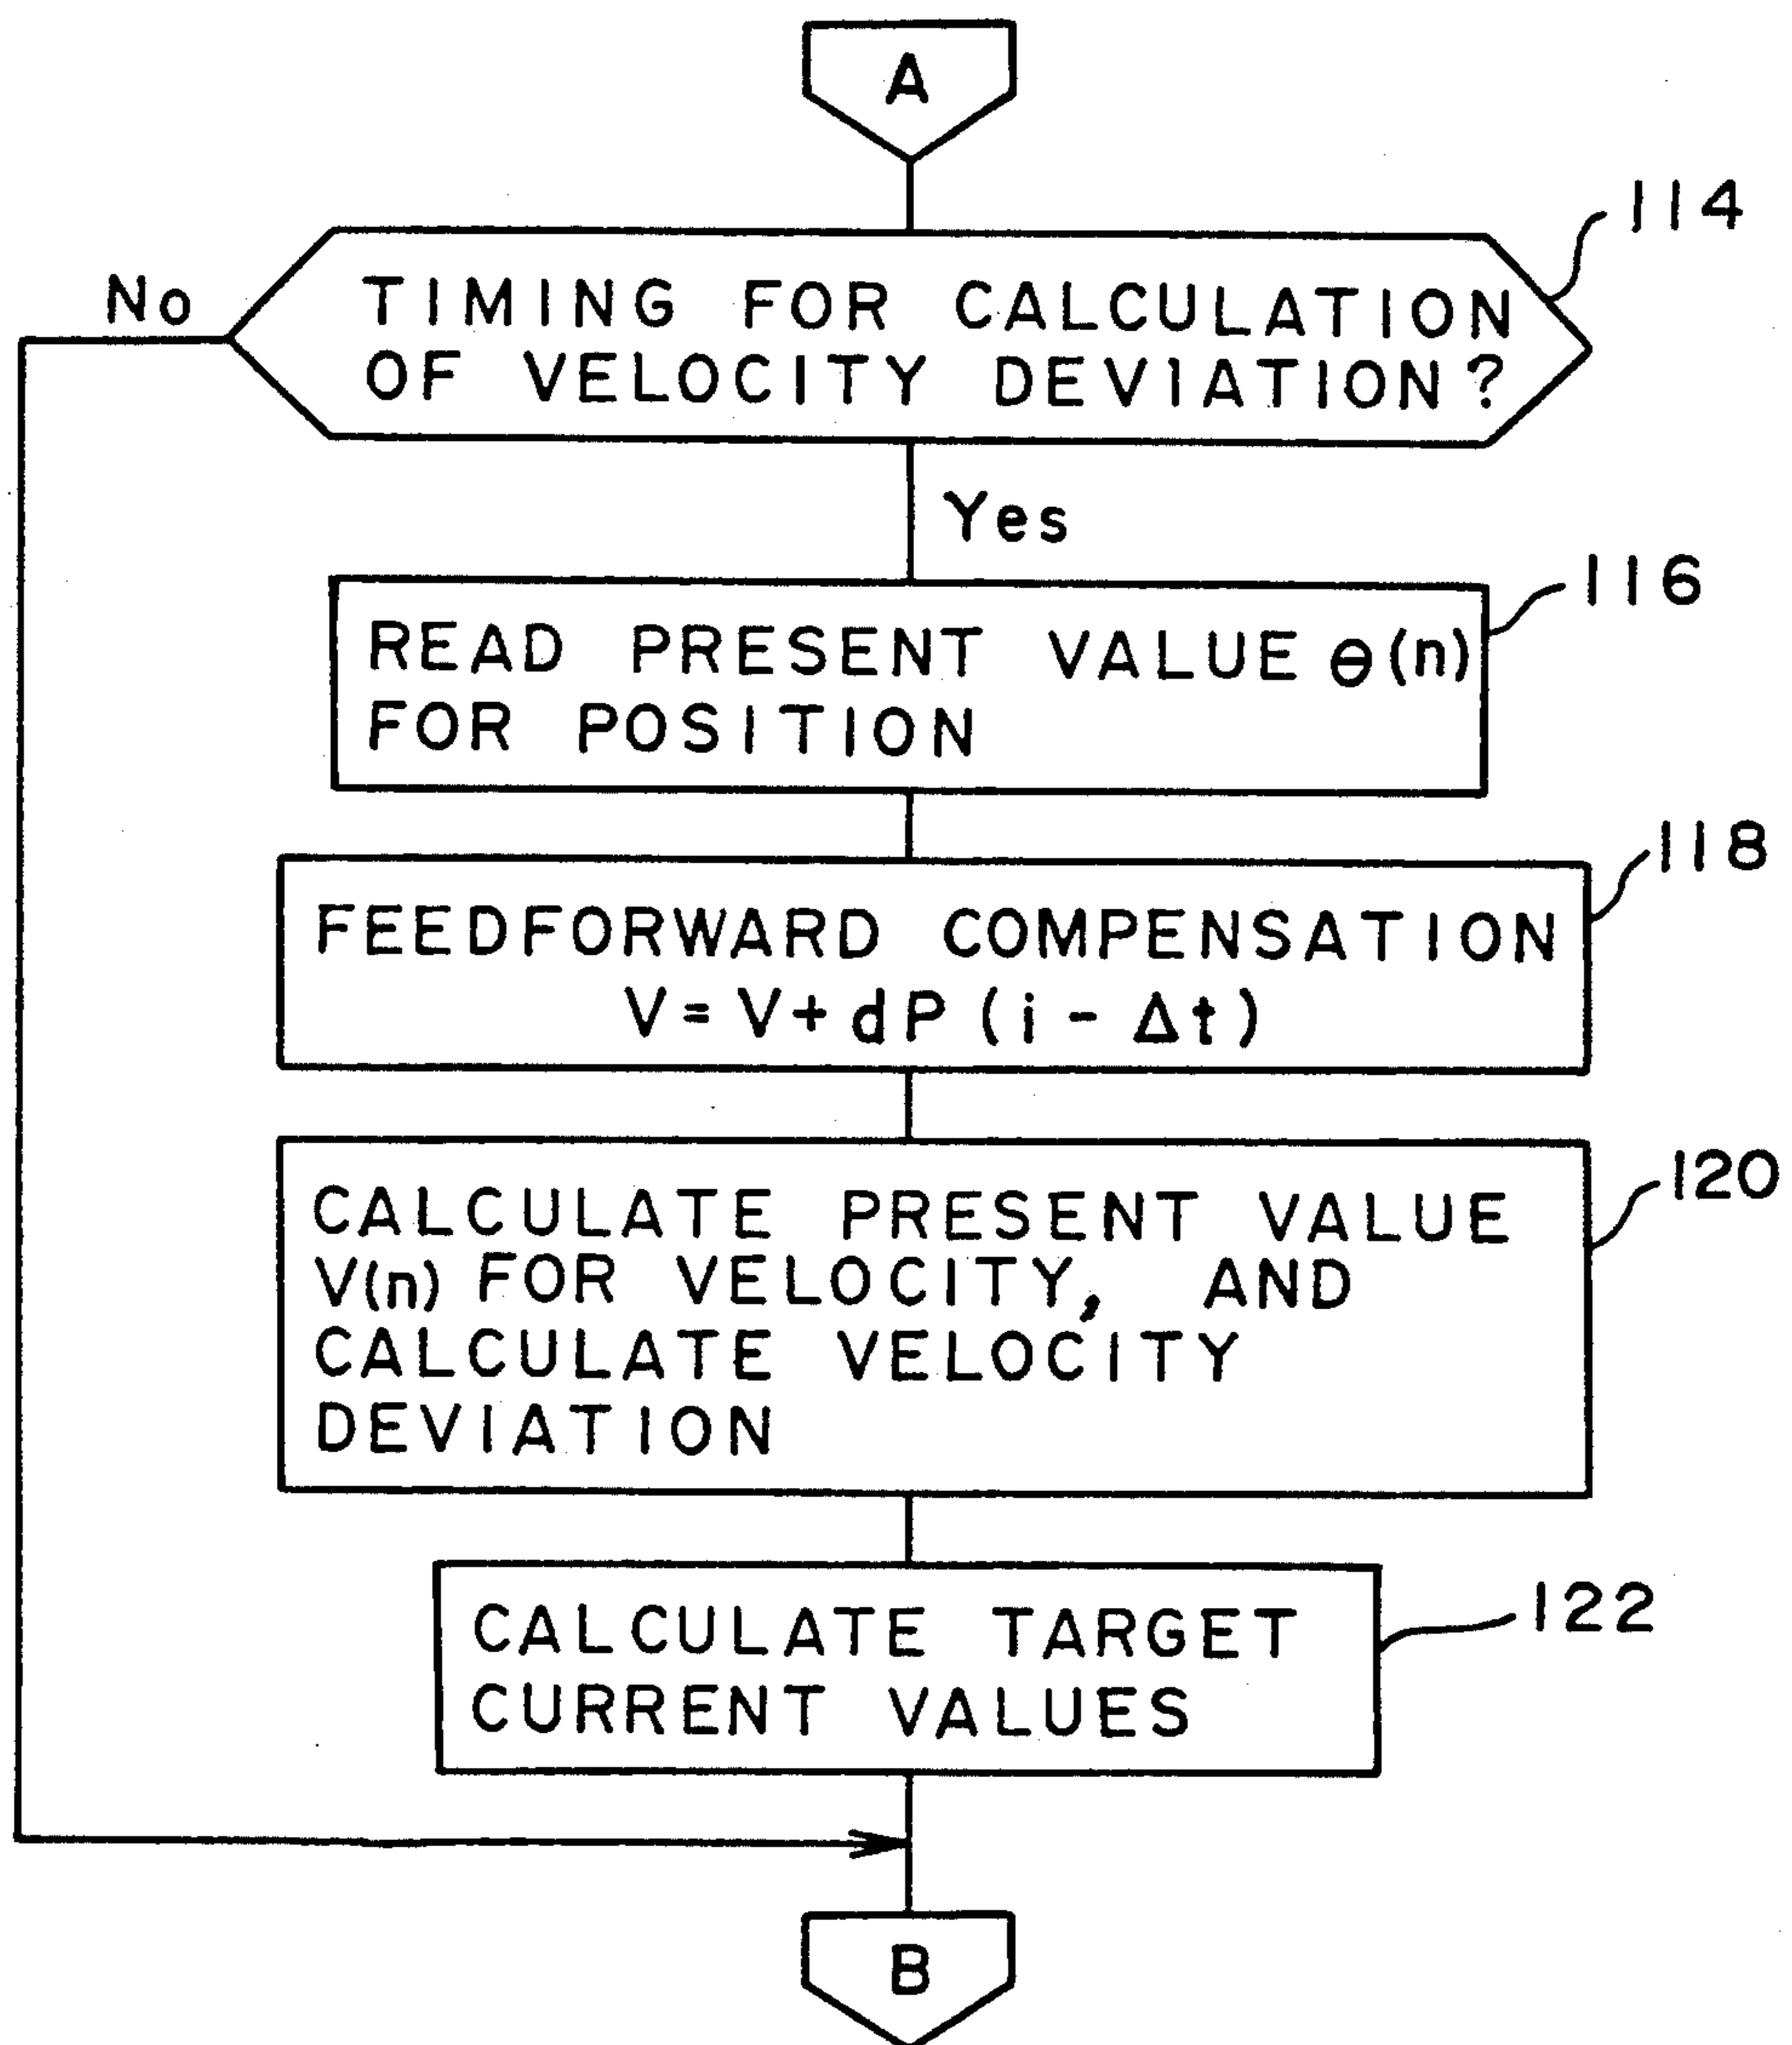 A
114
No
TIMING FOR CALCULATION
OF VELOCITY DEVIATION?
Yes
116
READ PRESENT VALUE θ(n)
FOR POSITION
118
FEEDFORWARD COMPENSATION
V = V + dP (i - Δt)
120
CALCULATE PRESENT VALUE
V(n) FOR VELOCITY, AND
CALCULATE VELOCITY
DEVIATION
122
CALCULATE TARGET
CURRENT VALUES
B